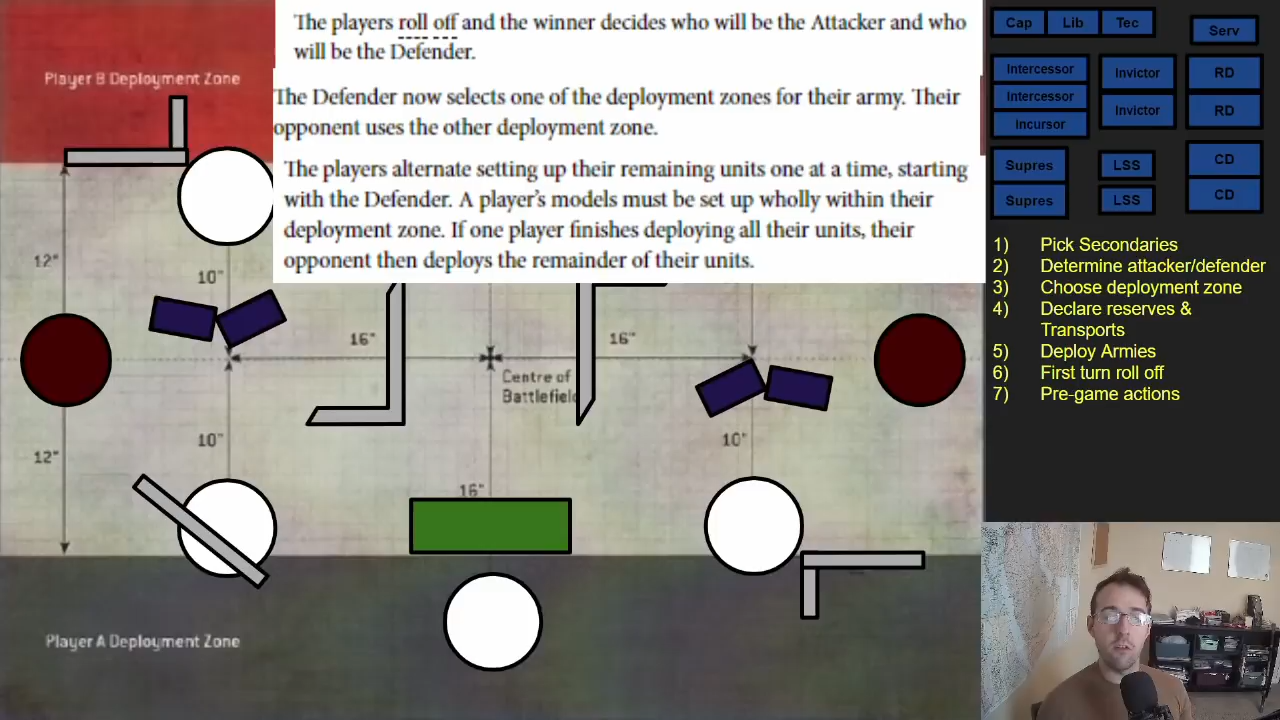 The players roll off and the winner decides who will be the Attacker and who
will be the Defender.
The Defender now selects one of the deployment zones for their army. Their
opponent uses the other deployment zone.
The players alternate setting up their remaining units one at a time, starting
with the Defender. A player's models must be set up wholly within their
deployment zone. If one player finishes deploying all their units, their
opponent then deploys the remainder of their units.
Player B Deployment Zone
12"
10"
16"
16"
Centre of
Battlefield
12"
10"
10"
16"
Player A Deployment Zone
Cap Lib Tec Serv
Intercessor Invictor RD
Intercessor Invictor RD
Incursor
Supres LSS CD
Supres LSS CD
1) Pick Secondaries
2) Determine attacker/defender
3) Choose deployment zone
4) Declare reserves &
Transports
5) Deploy Armies
6) First turn roll off
7) Pre-game actions